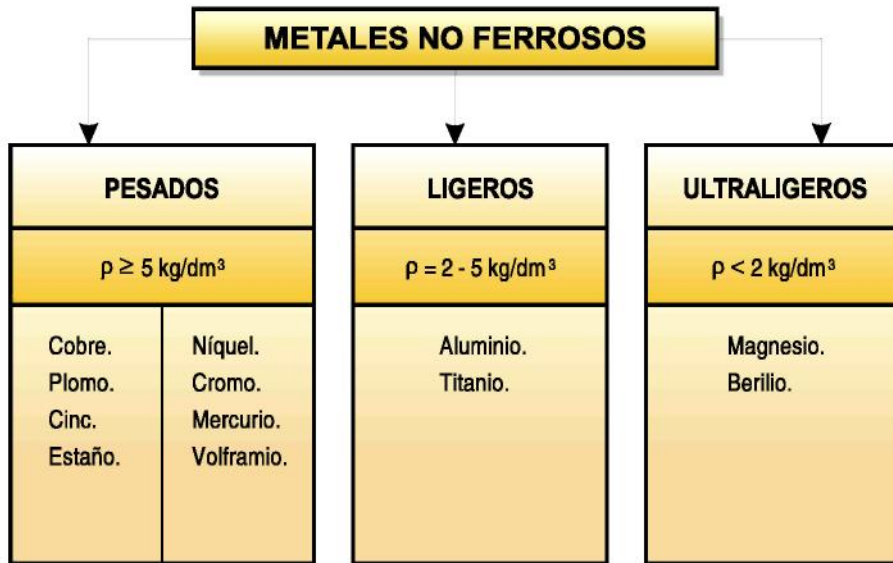 METALES NO FERROSOS
PESADOS
ρ ≥ 5 kg/dm³
Cobre.
Plomo.
Cinc.
Estaño.
Níquel.
Cromo.
Mercurio.
Volframio.
LIGEROS
ρ = 2 - 5 kg/dm³
Aluminio.
Titanio.
ULTRALIGEROS
ρ < 2 kg/dm³
Magnesio.
Berilio.